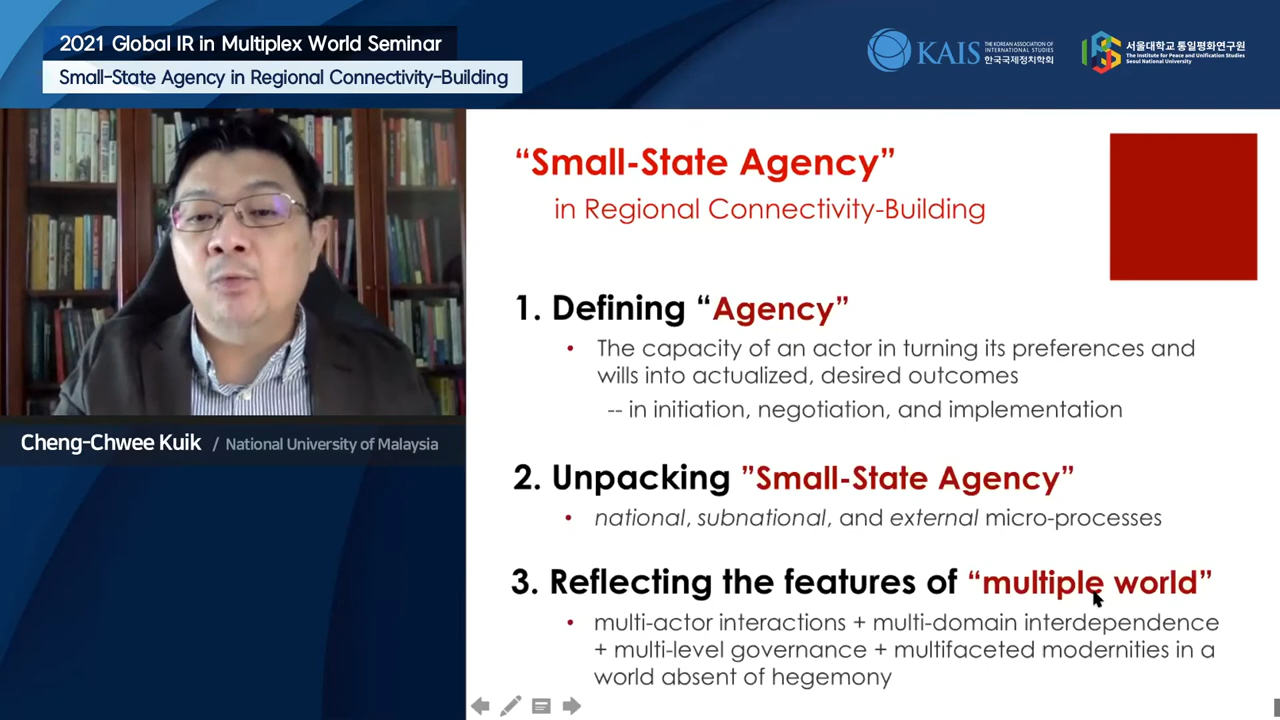 2021 Global IR in Multiplex World Seminar
Small-State Agency in Regional Connectivity-Building
KAIS
THE KOREAN ASSOCIATION OF
INTERNATIONAL STUDIES
한국국제정치학회
서울대학교 통일평화연구원
The Institute for Peace and Unification Studies
Seoul National University
Cheng-Chwee Kuik / National University of Malaysia
“Small-State Agency”
in Regional Connectivity-Building
1. Defining “Agency”
• The capacity of an actor in turning its preferences and
wills into actualized, desired outcomes
-- in initiation, negotiation, and implementation
2. Unpacking ”Small-State Agency”
• national, subnational, and external micro-processes
3. Reflecting the features of “multiple world”
• multi-actor interactions + multi-domain interdependence
+ multi-level governance + multifaceted modernities in a
world absent of hegemony